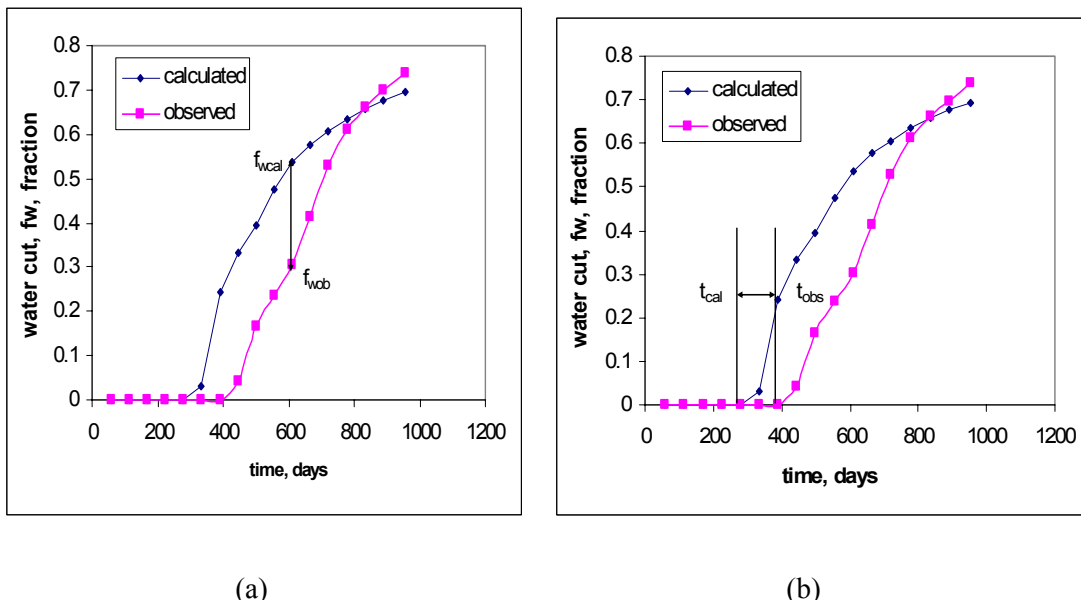 0.8
0.7
0.6
0.5
0.4
0.3
0.2
0.1
0
water cut, fw, fraction
calculated
observed
fwcal
fwob
0 200 400 600 800 1000 1200
time, days
(a)
0.8
0.7
0.6
0.5
0.4
0.3
0.2
0.1
0
water cut, fw, fraction
calculated
observed
tcal tobs
0 200 400 600 800 1000 1200
time, days
(b)